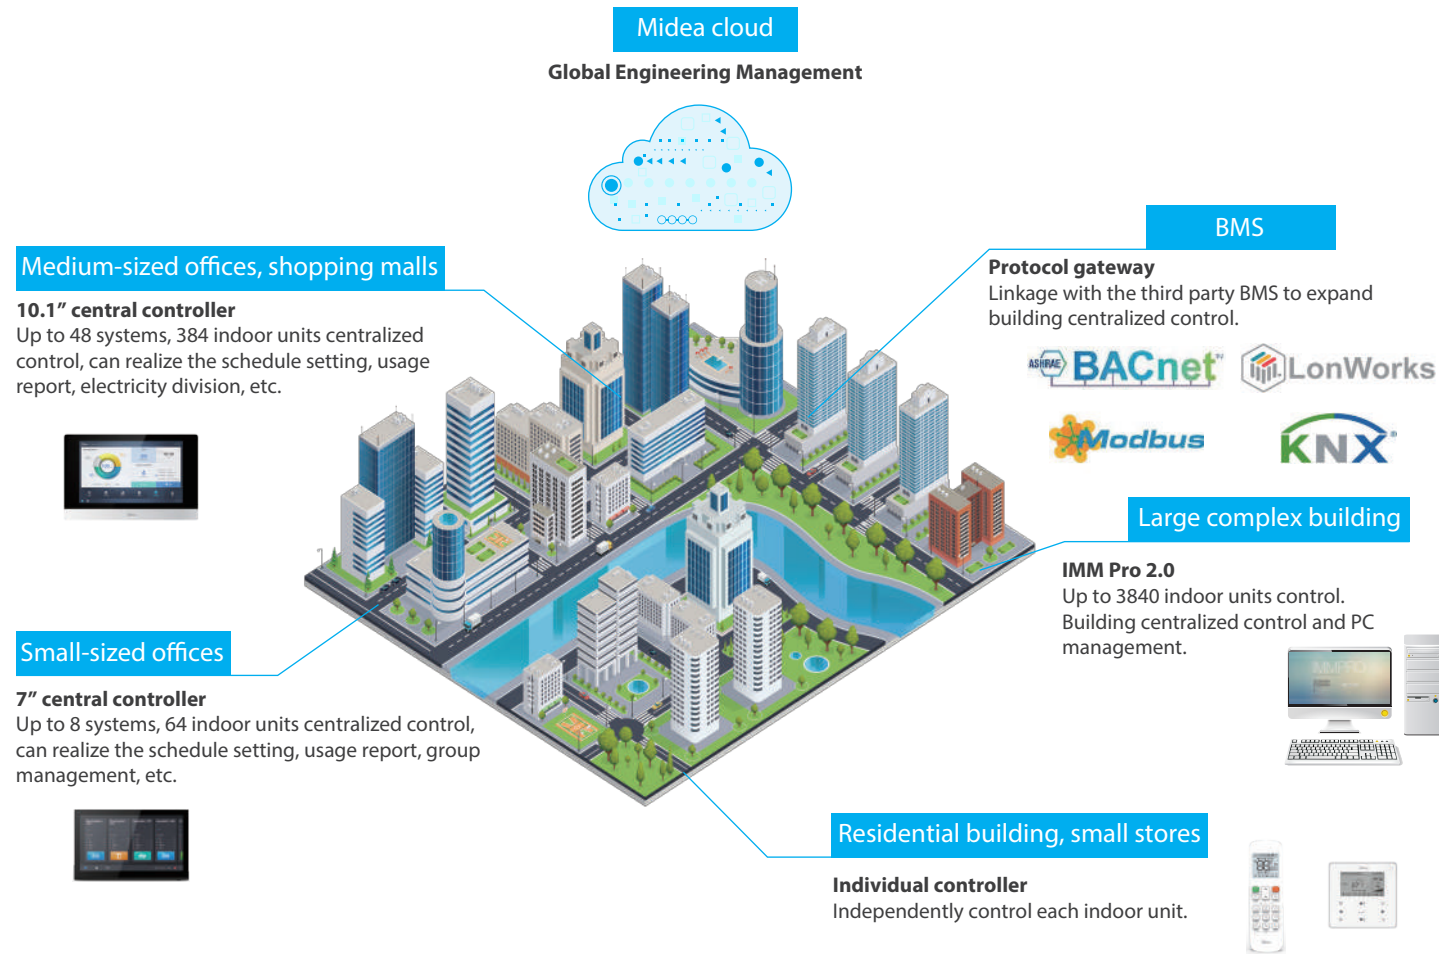 Midea cloud
Global Engineering Management
Medium-sized offices, shopping malls
10.1” central controller
Up to 48 systems, 384 indoor units centralized
control, can realize the schedule setting, usage
report, electricity division, etc.
BMS
Protocol gateway
Linkage with the third party BMS to expand
building centralized control.
ASHRAE BACnet
LonWorks
Modbus
KNX®
Large complex building
IMM Pro 2.0
Up to 3840 indoor units control.
Building centralized control and PC
management.
IMMPRO
Small-sized offices
7” central controller
Up to 8 systems, 64 indoor units centralized control,
can realize the schedule setting, usage report, group
management, etc.
Residential building, small stores
Individual controller
Independently control each indoor unit.